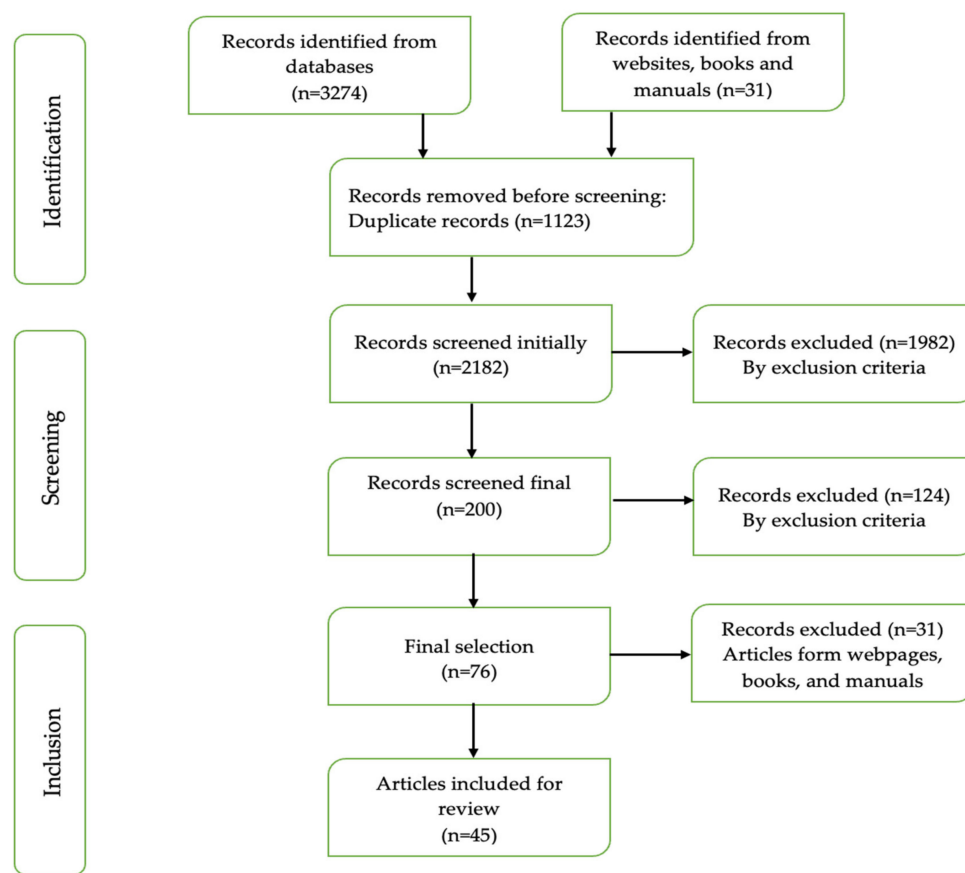 Identification
Records identified from
databases
(n=3274)
Records identified from
websites, books and
manuals (n=31)
Records removed before screening:
Duplicate records (n=1123)
Screening
Records screened initially
(n=2182)
Records excluded (n=1982)
By exclusion criteria
Records screened final
(n=200)
Records excluded (n=124)
By exclusion criteria
Inclusion
Final selection
(n=76)
Records excluded (n=31)
Articles form webpages,
books, and manuals
Articles included for
review
(n=45)